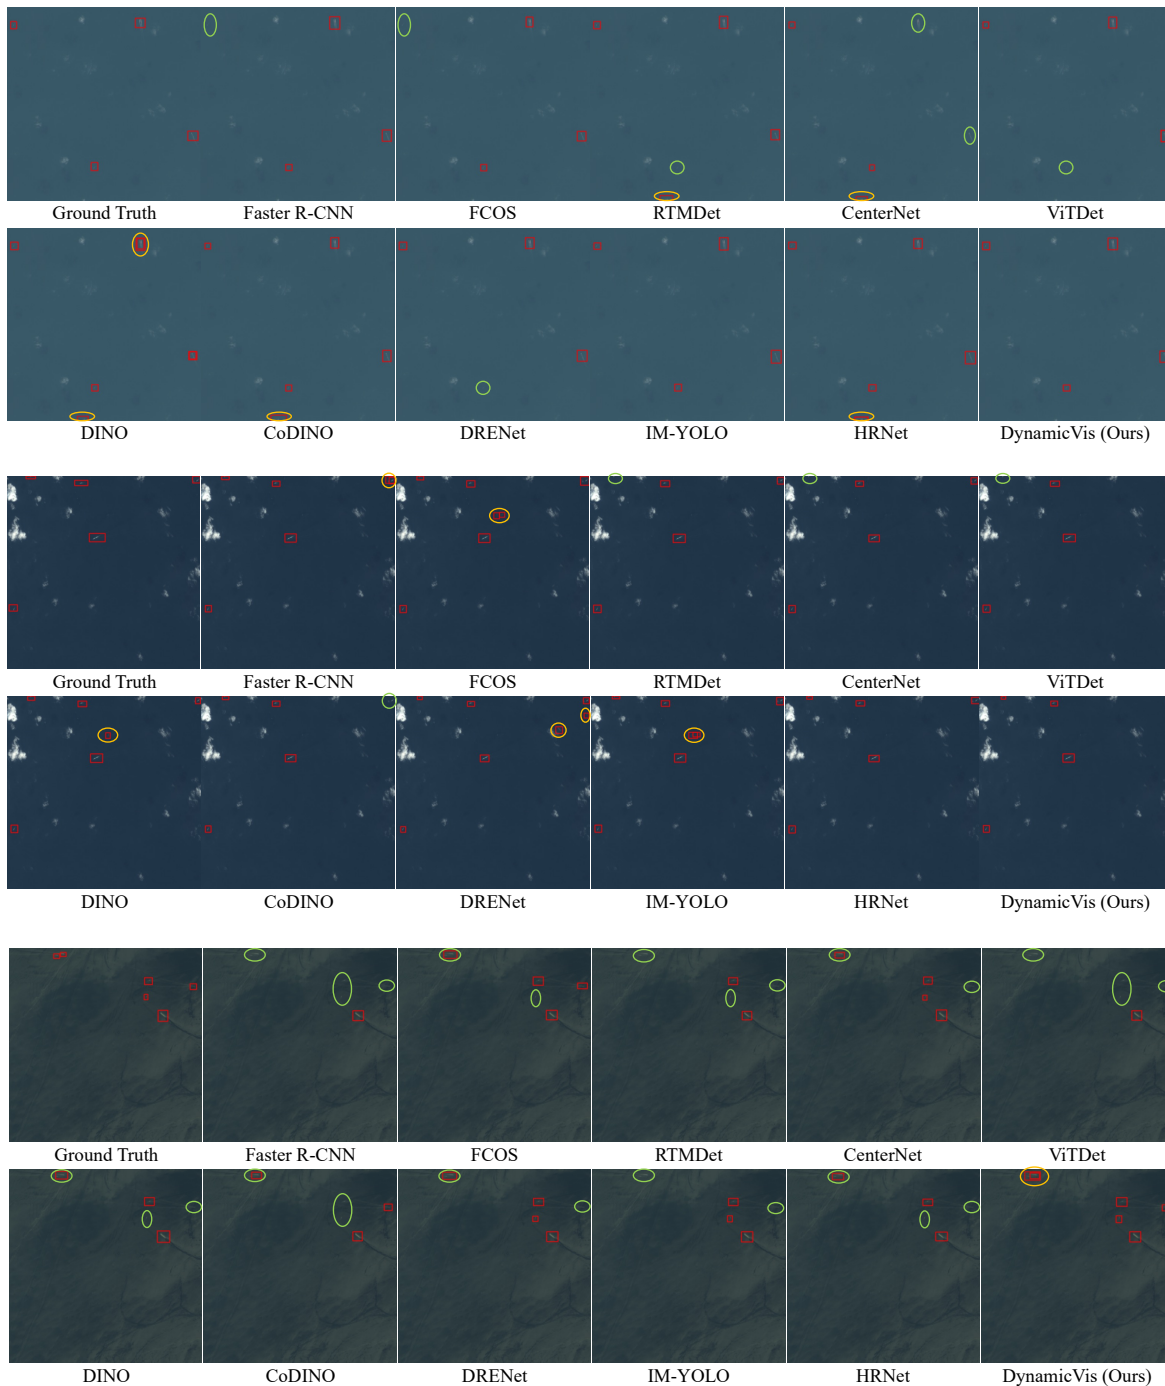 Ground Truth Faster R-CNN FCOS RTMDet CenterNet ViTDet
DINO CoDINO DRENet IM-YOLO HRNet DynamicVis (Ours)
Ground Truth Faster R-CNN FCOS RTMDet CenterNet ViTDet
DINO CoDINO DRENet IM-YOLO HRNet DynamicVis (Ours)
Ground Truth Faster R-CNN FCOS RTMDet CenterNet ViTDet
DINO CoDINO DRENet IM-YOLO HRNet DynamicVis (Ours)